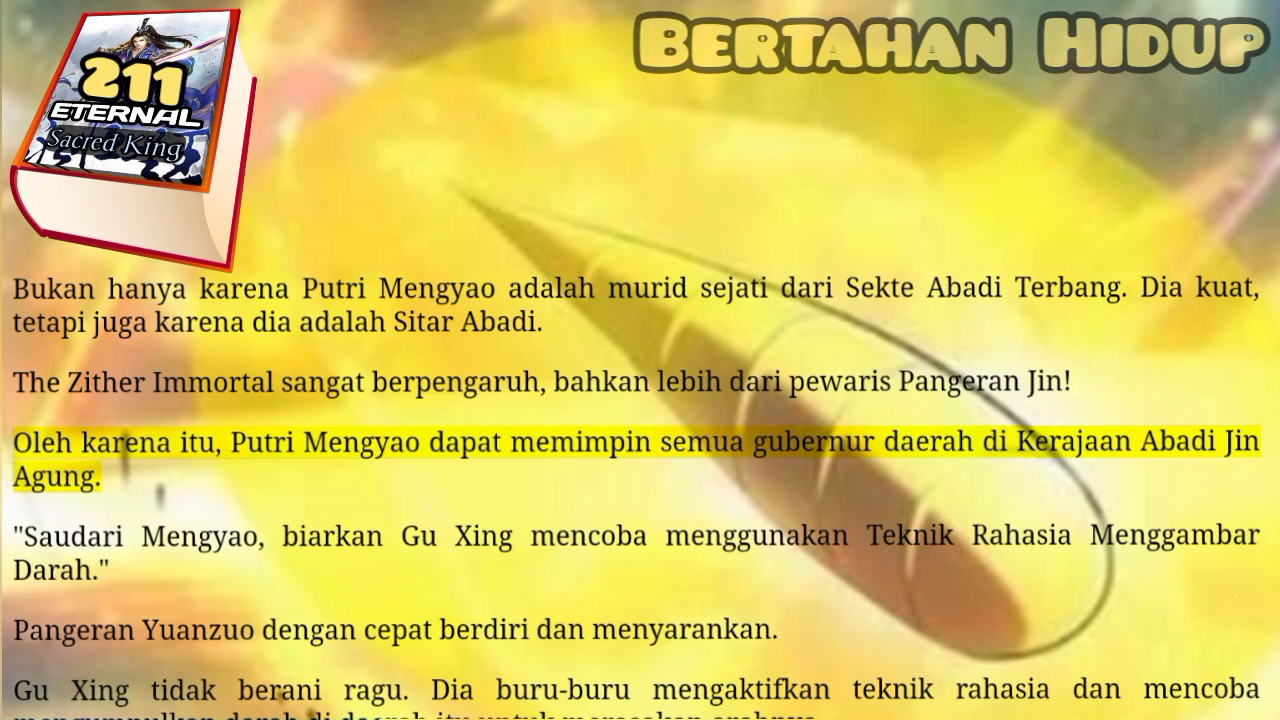 BERTAHAN HIDUP
211
ETERNAL
Sacred King
Bukan hanya karena Putri Mengyao adalah murid sejati dari Sekte Abadi Terbang. Dia kuat,
tetapi juga karena dia adalah Sitar Abadi.
The Zither Immortal sangat berpengaruh, bahkan lebih dari pewaris Pangeran Jin!
Oleh karena itu, Putri Mengyao dapat memimpin semua gubernur daerah di Kerajaan Abadi Jin
Agung.
"Saudari Mengyao, biarkan Gu Xing mencoba menggunakan Teknik Rahasia Menggambar
Darah."
Pangeran Yuanzuo dengan cepat berdiri dan menyarankan.
Gu Xing tidak berani ragu. Dia buru-buru mengaktifkan teknik rahasia dan mencoba